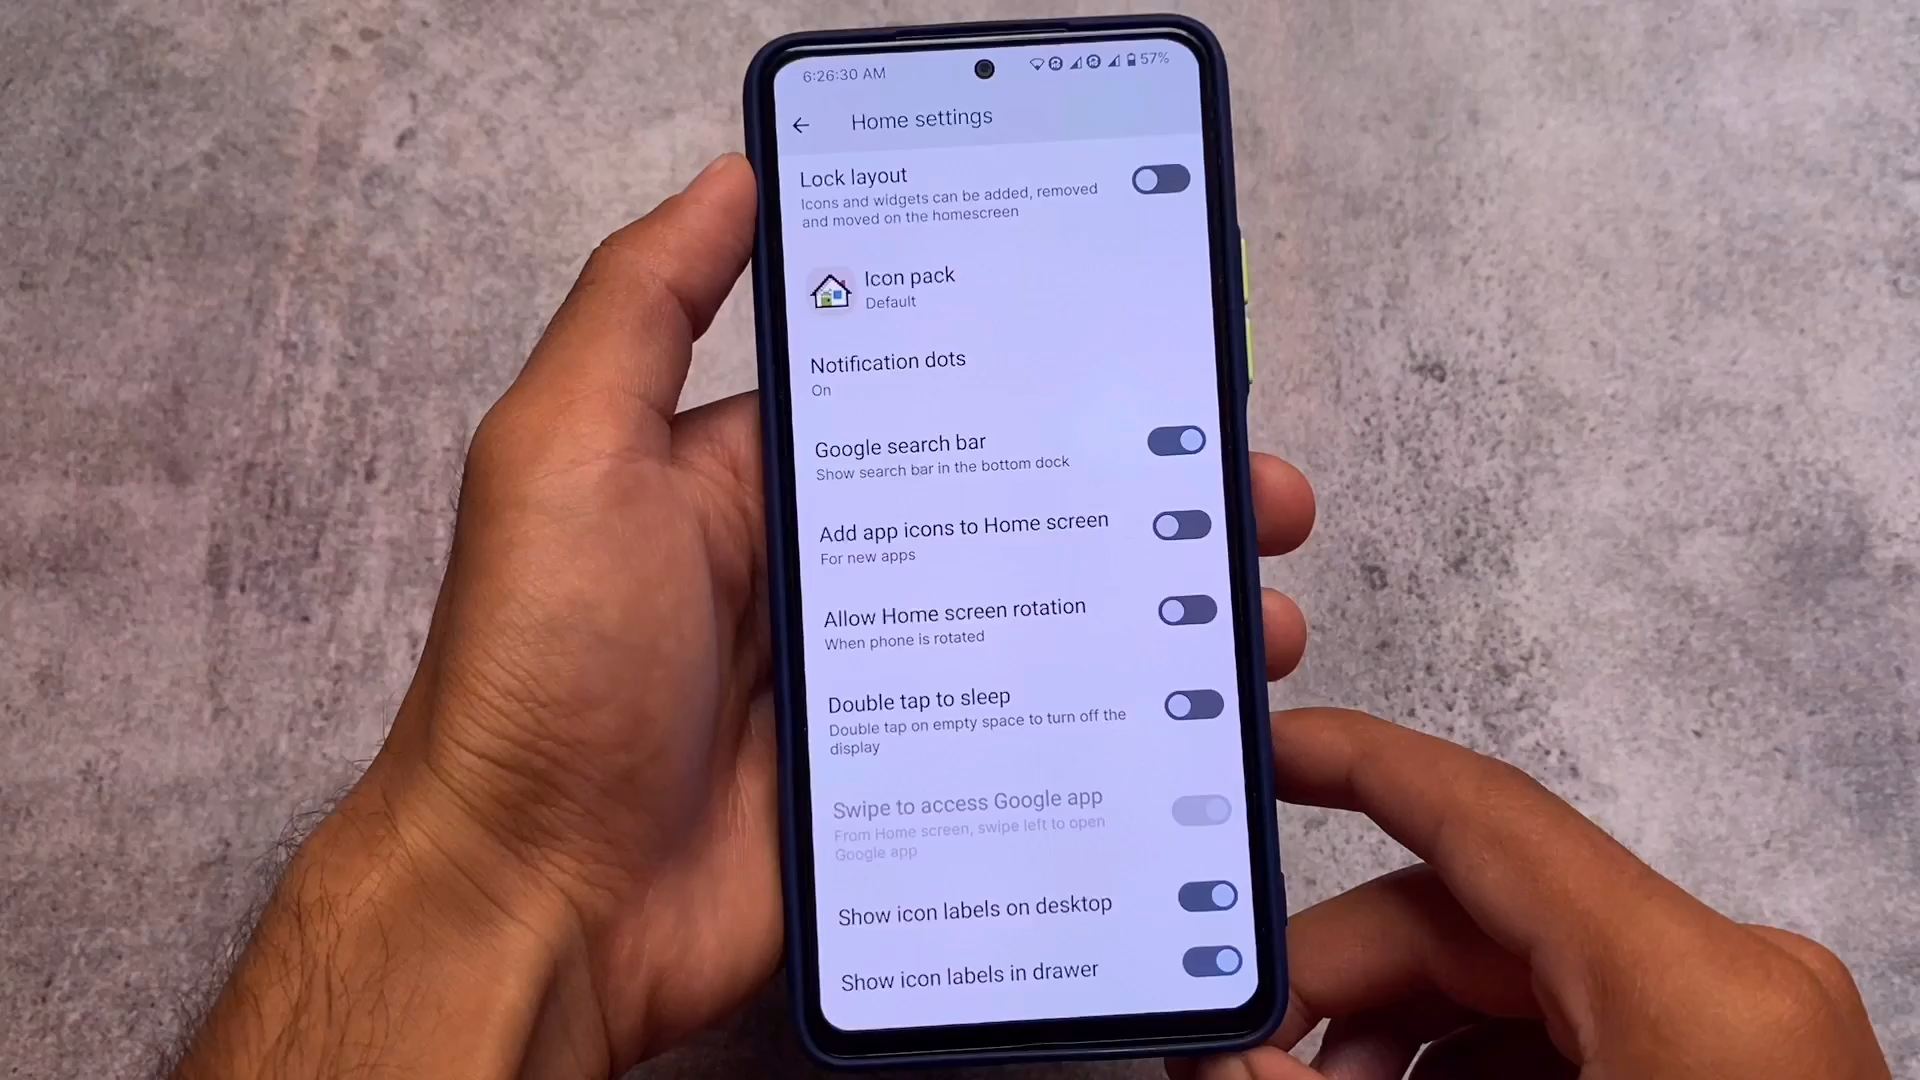 6:26:30 AM
57%
Home settings
Lock layout
Icons and widgets can be added, removed
and moved on the homescreen
Icon pack
Default
Notification dots
On
Google search bar
Show search bar in the bottom dock
Add app icons to Home screen
For new apps
Allow Home screen rotation
When phone is rotated
Double tap to sleep
Double tap on empty space to turn off the
display
Swipe to access Google app
From Home screen, swipe left to open
Google app
Show icon labels on desktop
Show icon labels in drawer